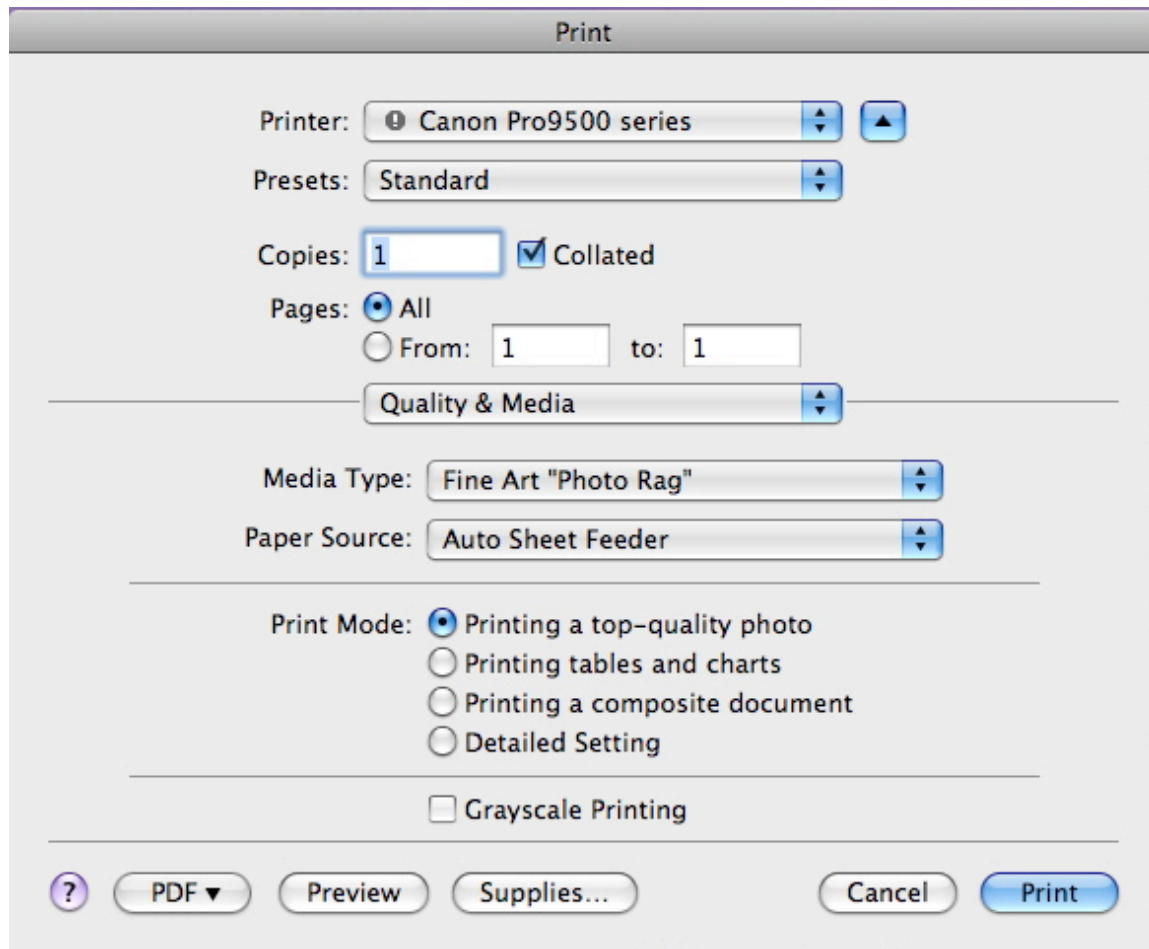 Print
Printer: Canon Pro9500 series
Presets: Standard
Copies: 1 Collated
Pages: All
From: 1 to: 1
Quality & Media
Media Type: Fine Art "Photo Rag"
Paper Source: Auto Sheet Feeder
Print Mode: Printing a top-quality photo
Printing tables and charts
Printing a composite document
Detailed Setting
Grayscale Printing
? PDF ▼ Preview Supplies... Cancel Print